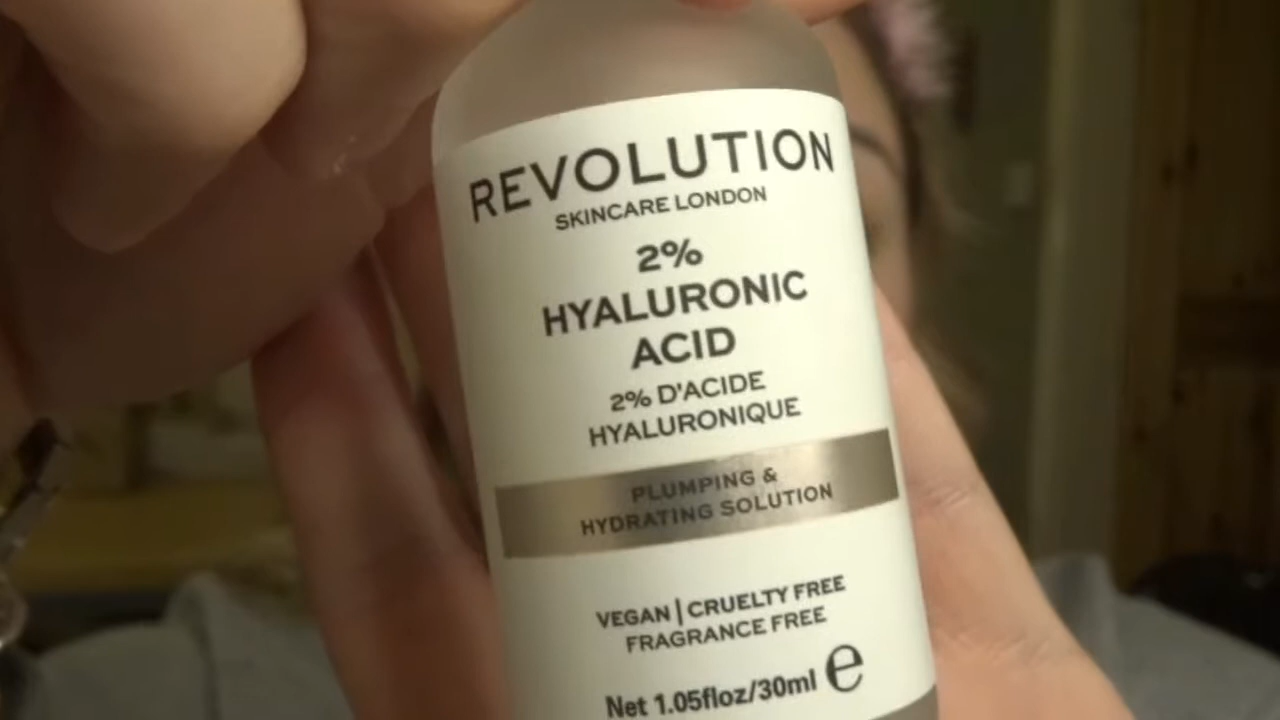 REVOLUTION
SKINCARE LONDON
2%
HYALURONIC
ACID
2% D'ACIDE
HYALURONIQUE
PLUMPING &
HYDRATING SOLUTION
VEGAN | CRUELTY FREE
FRAGRANCE FREE
Net 1.05floz/30ml e